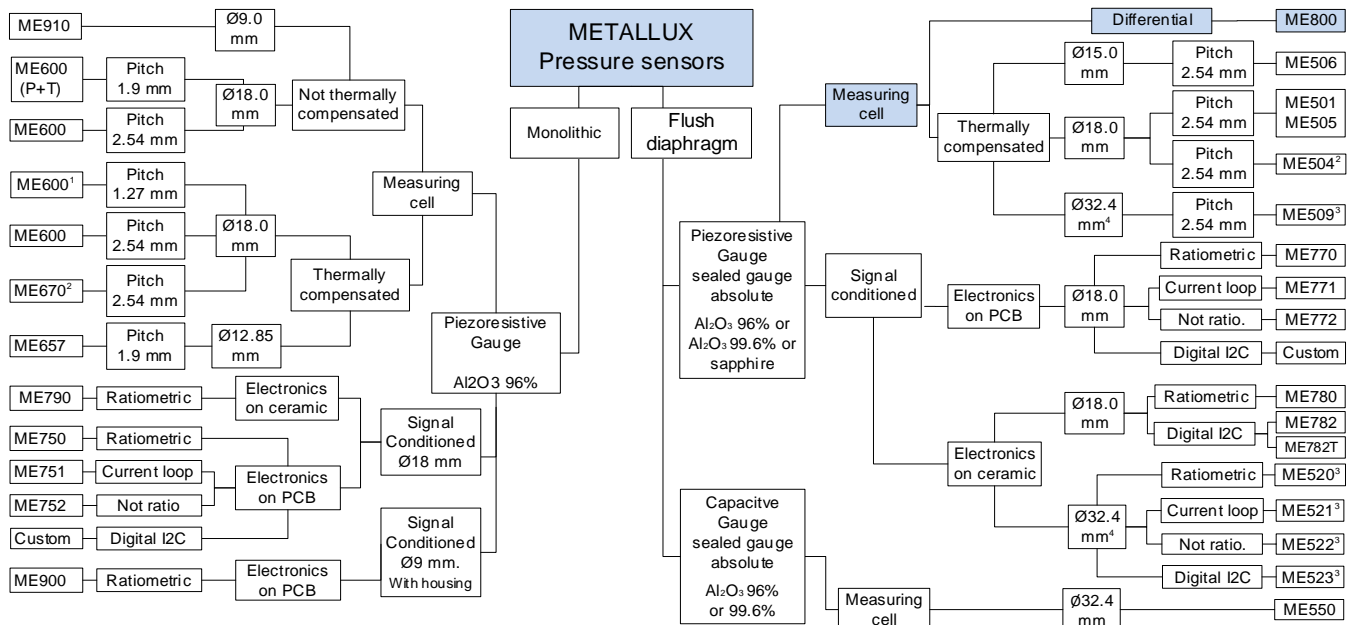 METALLUX
Pressure sensors
Monolithic
Flush
diaphragm
ME910
Ø9.0
mm
ME600
(P+T)
Pitch
1.9 mm
Ø18.0
mm
Not thermally
compensated
ME600
Pitch
2.54 mm
Measuring
cell
ME600¹
Pitch
1.27 mm
ME600
Pitch
2.54 mm
Ø18.0
mm
ME670²
Pitch
2.54 mm
Thermally
compensated
ME657
Pitch
1.9 mm
Ø12.85
mm
Piezoresistive
Gauge
Al2O3 96%
ME790
Ratiometric
Electronics
on ceramic
ME750
Ratiometric
Signal
Conditioned
Ø18 mm
ME751
Current loop
Electronics
on PCB
ME752
Not ratio
Custom
Digital I2C
Signal
Conditioned
Ø9 mm.
With housing
ME900
Ratiometric
Electronics
on PCB
Differential
ME800
Measuring
cell
Ø15.0
mm
Pitch
2.54 mm
ME506
Thermally
compensated
Ø18.0
mm
Pitch
2.54 mm
ME501
ME505
Pitch
2.54 mm
ME504²
Ø32.4
mm⁴
Pitch
2.54 mm
ME509³
Piezoresistive
Gauge
sealed gauge
absolute
Al₂O₃ 96% or
Al₂O₃ 99.6% or
sapphire
Signal
conditioned
Electronics
on PCB
Ø18.0
mm
Ratiometric
ME770
Current loop
ME771
Not ratio.
ME772
Digital I2C
Custom
Electronics
on ceramic
Ø18.0
mm
Ratiometric
ME780
Digital I2C
ME782
ME782T
Ø32.4
mm⁴
Ratiometric
ME520³
Current loop
ME521³
Not ratio.
ME522³
Digital I2C
ME523³
Capacitve
Gauge
sealed gauge
absolute
Al₂O₃ 96%
or 99.6%
Measuring
cell
Ø32.4
mm
ME550